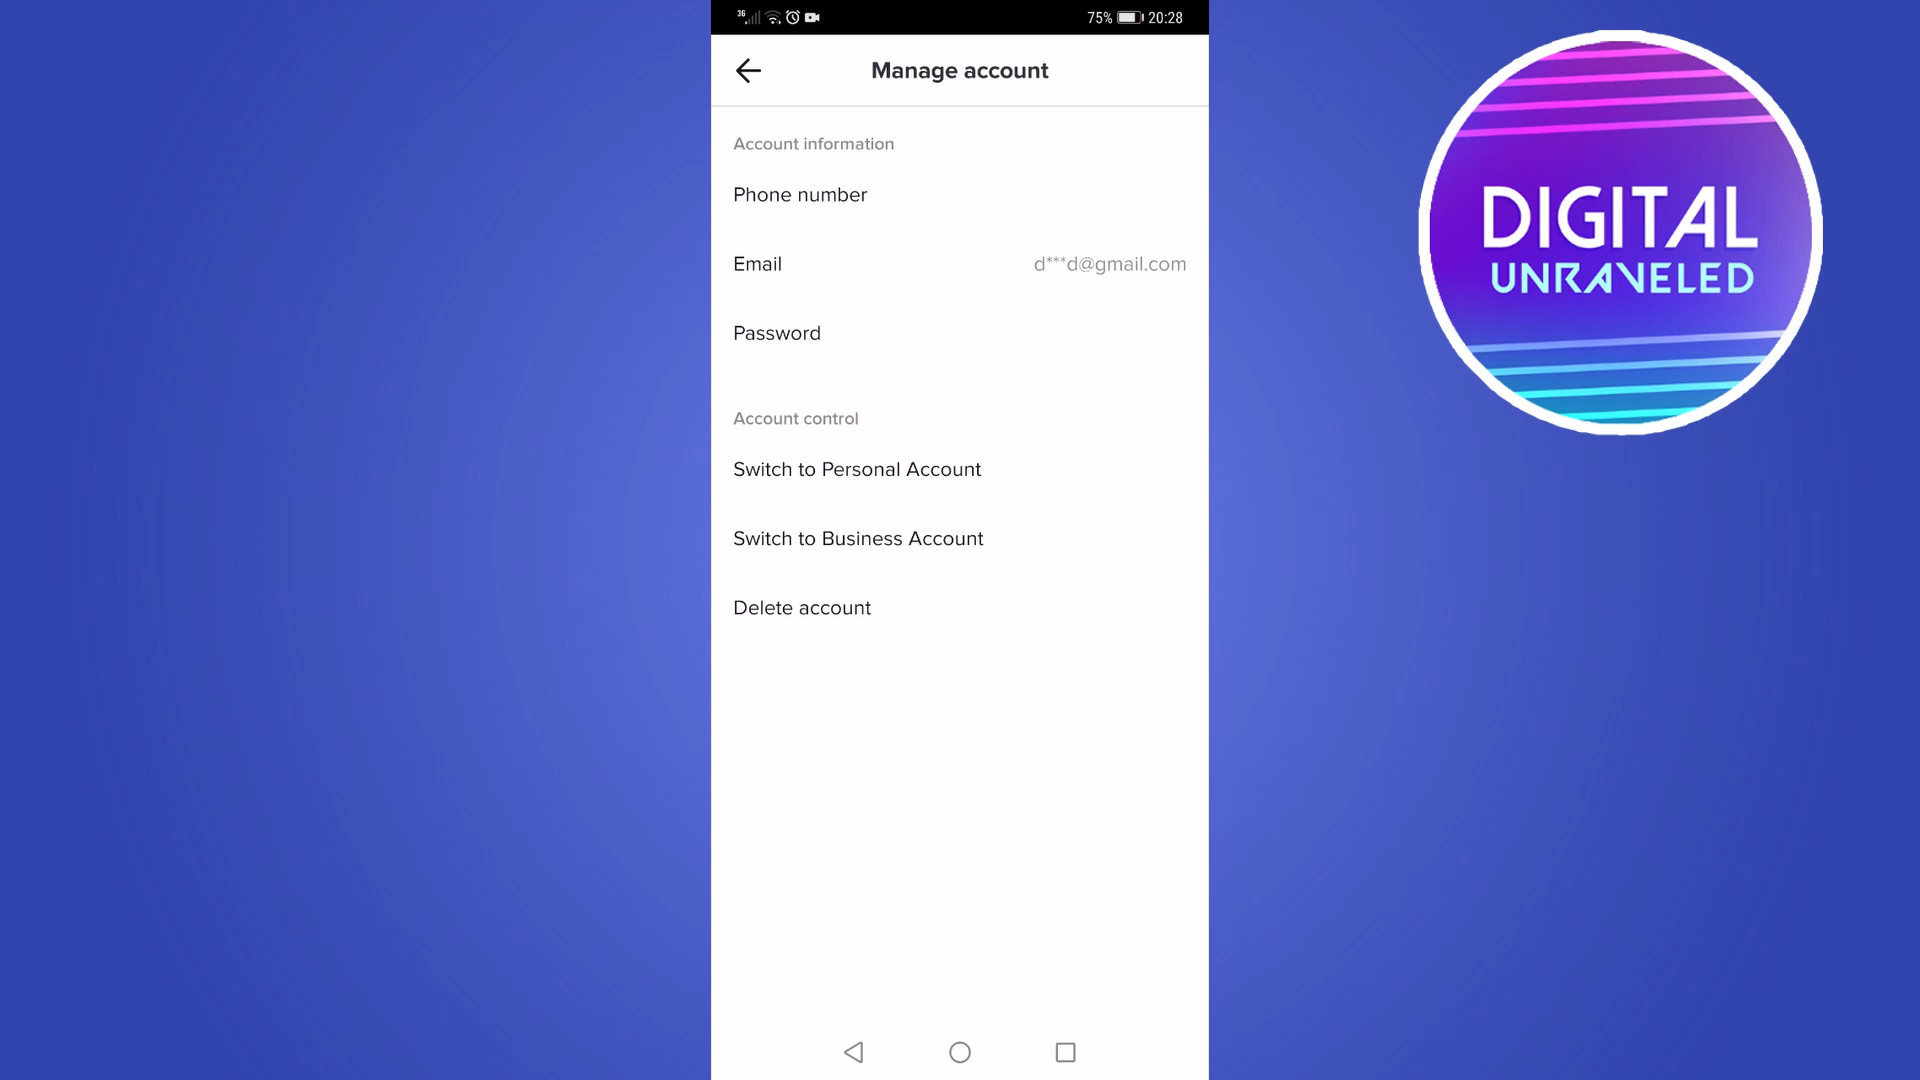 3G
75% 20:28
Manage account
Account information
Phone number
Email d***d@gmail.com
Password
Account control
Switch to Personal Account
Switch to Business Account
Delete account
DIGITAL
UNRAVELED